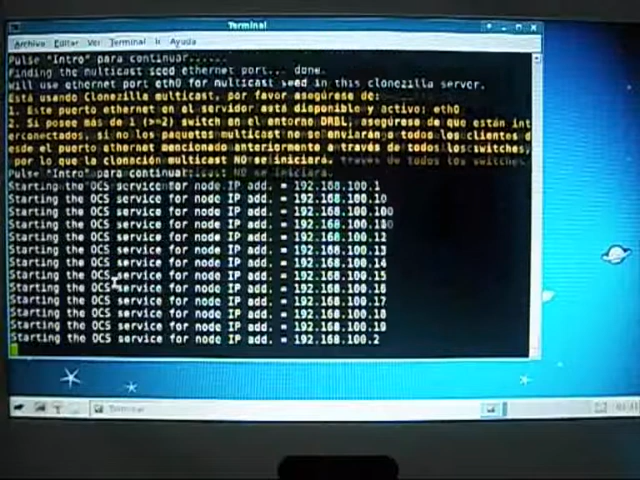 Terminal
Archivo Editar Ver Terminal Ir Ayuda
Pulse "Intro" para continuar......
Finding the multicast seed ethernet port... done.
Will use ethernet port eth0 for multicast seed in this clonezilla server.
Está usando Clonezilla multicast, por favor asegúrese de:
1. Este puerto ethernet en el servidor está disponible y activo: eth0
2. Si hay más de 1 (>=2) switch en el entorno DRBL, asegúrese de que están int
erconectados, si no los paquetes multicast no se enviarán a todos los clientes d
esde el puerto ethernet mencionado anteriormente a través de todos los switches,
por lo que la clonación multicast NO se iniciará.
Pulse "Intro" para continuar
Starting the OCS service for node IP add. = 192.168.100.1
Starting the OCS service for node IP add. = 192.168.100.10
Starting the OCS service for node IP add. = 192.168.100.100
Starting the OCS service for node IP add. =
Starting the OCS service for node IP add. = 192.168.100.12
Starting the OCS service for node IP add. = 192.168.100.13
Starting the OCS service for node IP add. = 192.168.100.14
Starting the OCS service for node IP add. = 192.168.100.15
Starting the OCS service for node IP add. = 192.168.100.16
Starting the OCS service for node IP add. = 192.168.100.17
Starting the OCS service for node IP add. = 192.168.100.18
Starting the OCS service for node IP add. = 192.168.100.19
Starting the OCS service for node IP add. = 192.168.100.2
Terminal